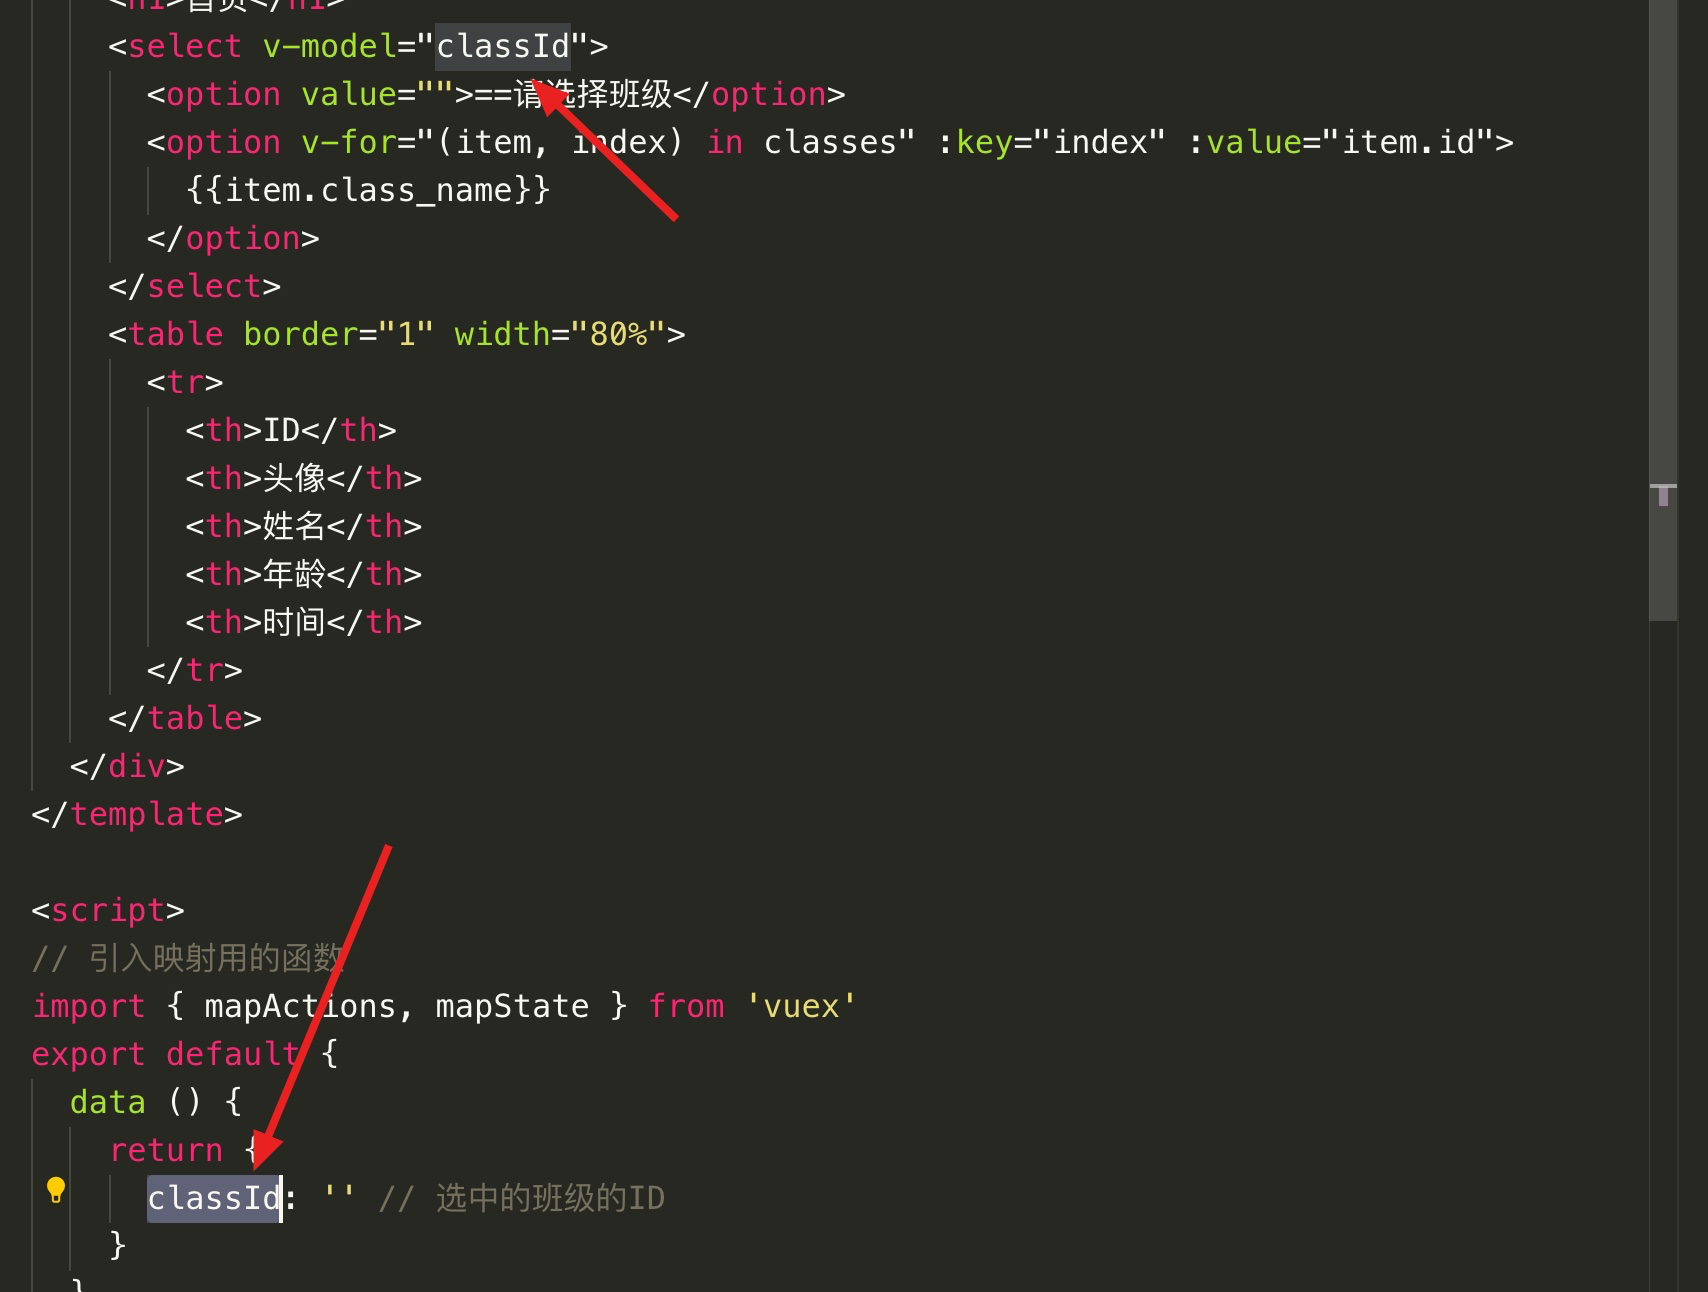 <h1>首页</h1>
<select v-model="classId">
<option value="">==请选择班级</option>
<option v-for="(item, index) in classes" :key="index" :value="item.id">
{{item.class_name}}
</option>
</select>
<table border="1" width="80%">
<tr>
<th>ID</th>
<th>头像</th>
<th>姓名</th>
<th>年龄</th>
<th>时间</th>
</tr>
</table>
</div>
</template>
<script>
// 引入映射用的函数
import { mapActions, mapState } from 'vuex'
export default {
data () {
return {
classId: '' // 选中的班级的ID
}
}